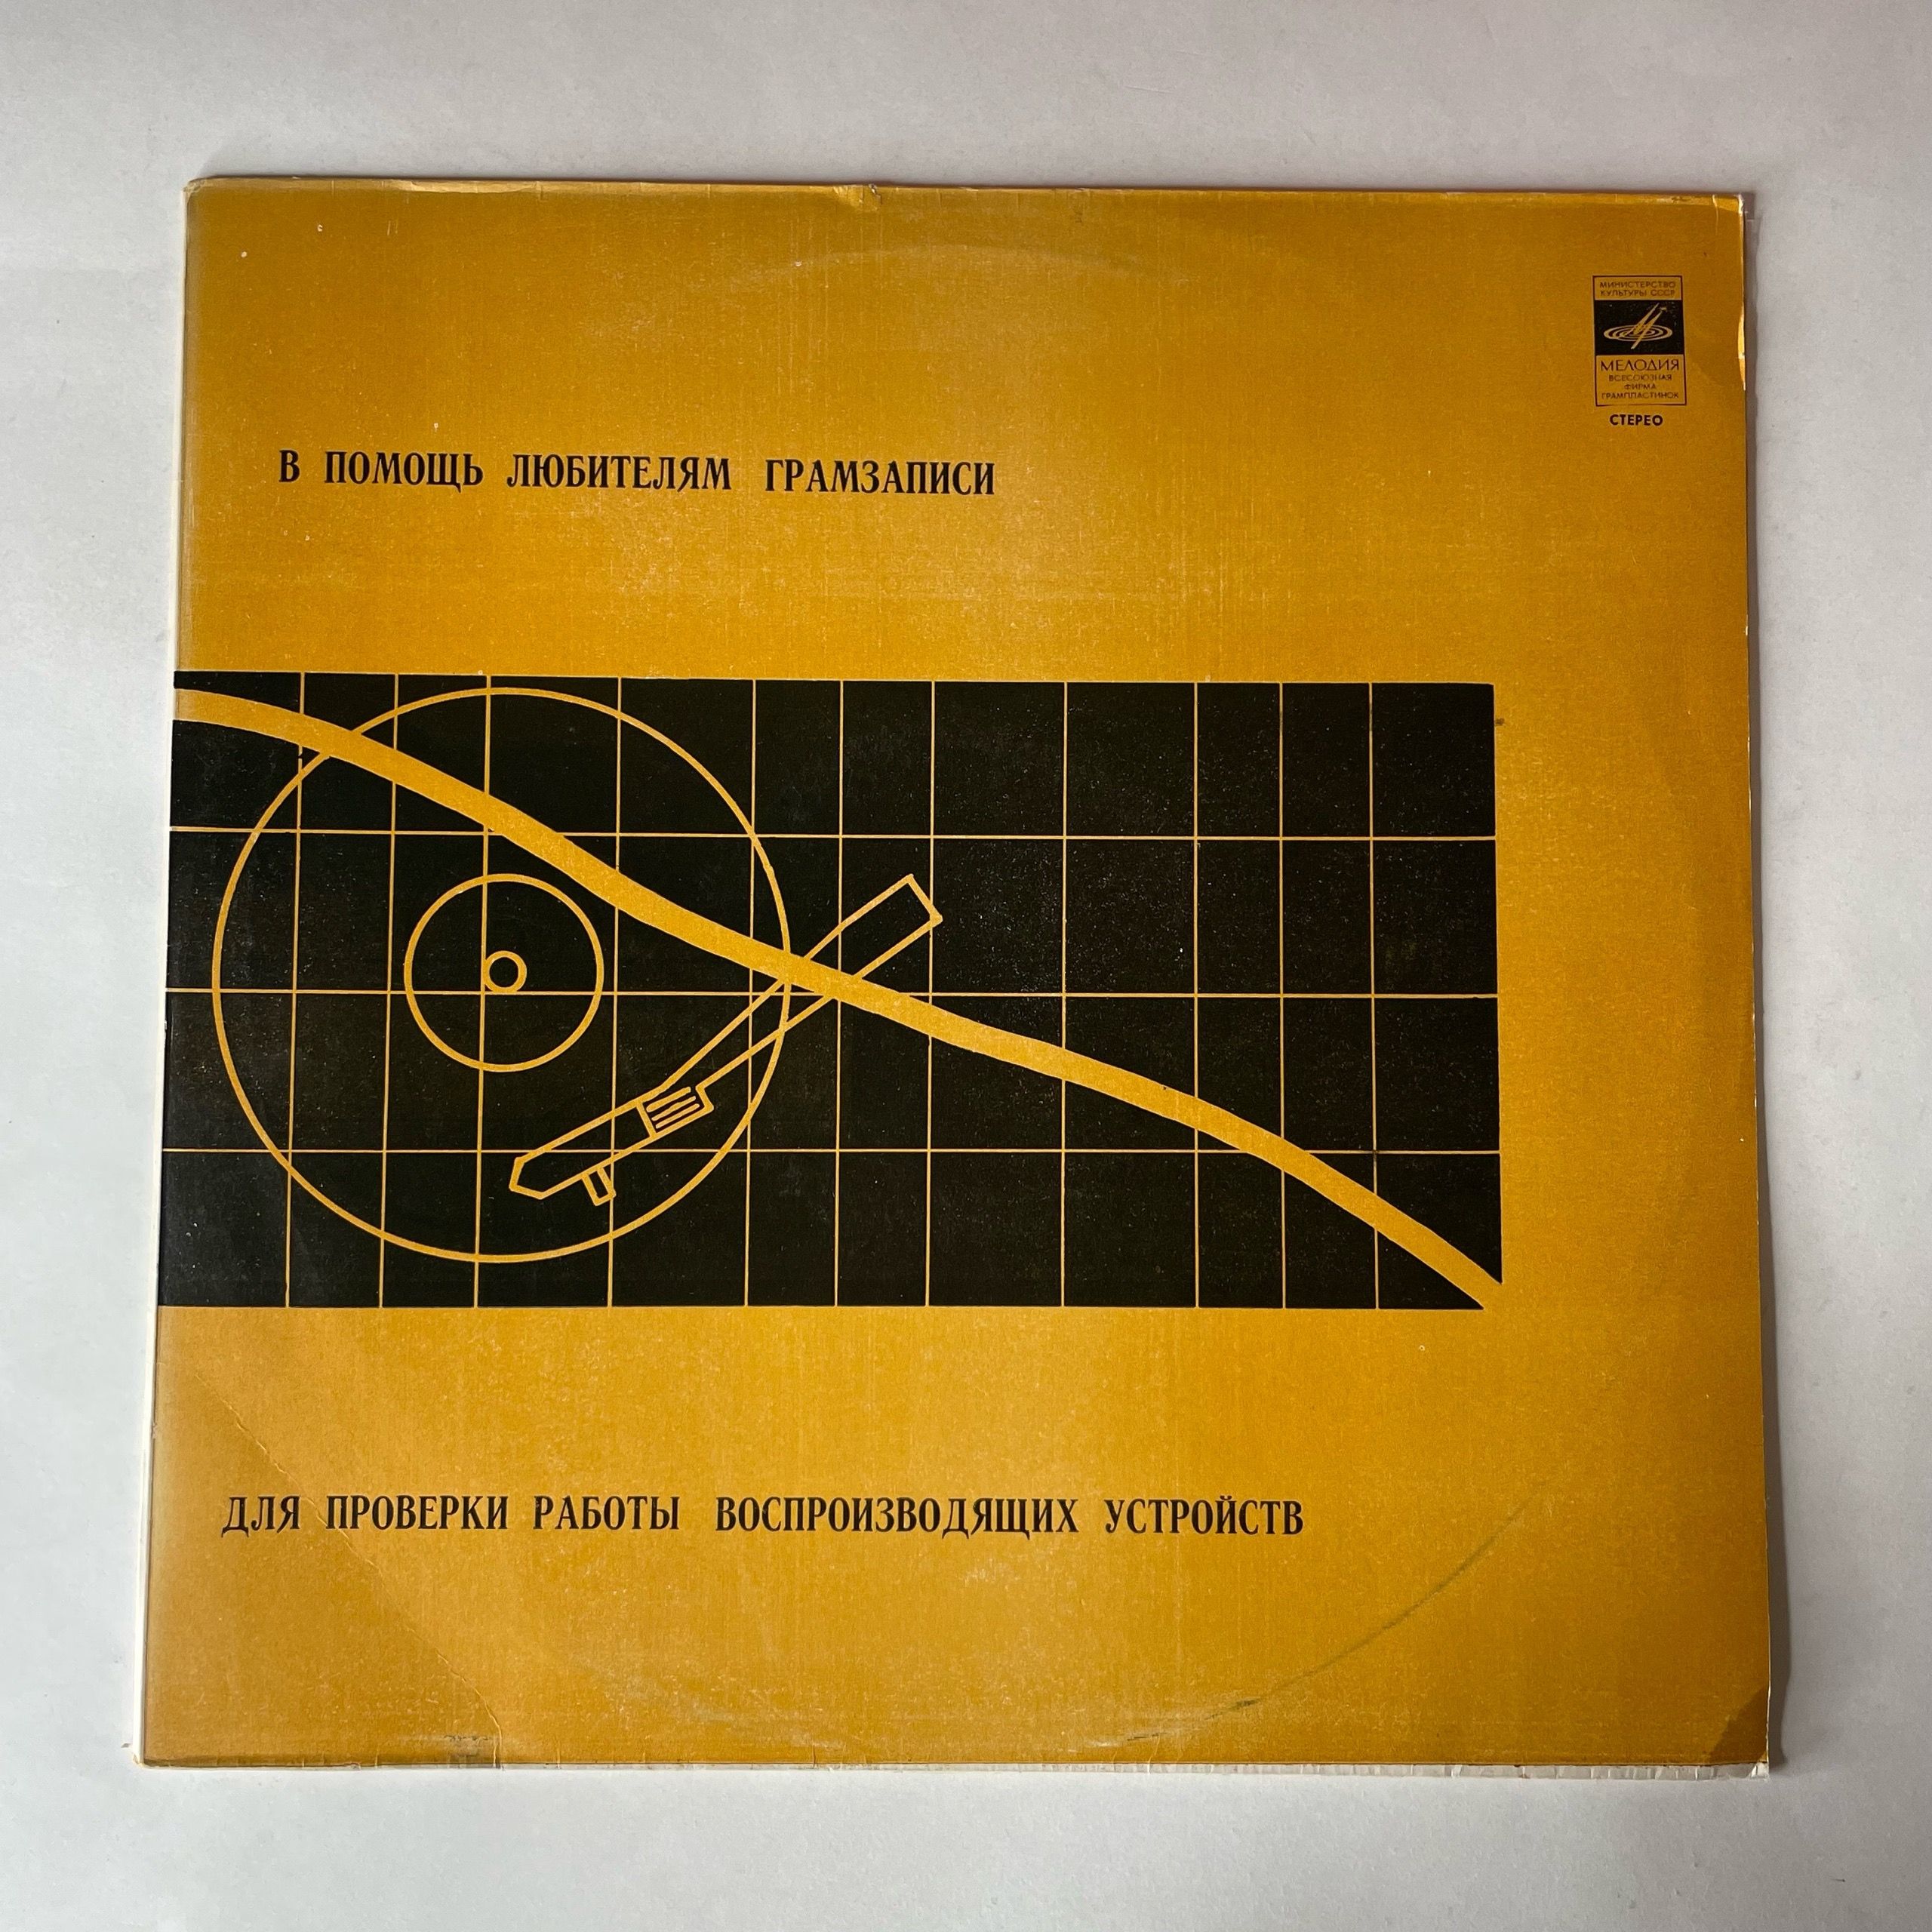 МИНИСТЕРСТВО
КУЛЬТУРЫ СССР
МЕЛОДИЯ
ВСЕСОЮЗНАЯ
ФИРМА
ГРАМПЛАСТИНОК
СТЕРЕО
В ПОМОЩЬ ЛЮБИТЕЛЯМ ГРАМЗАПИСИ
ДЛЯ ПРОВЕРКИ РАБОТЫ ВОСПРОИЗВОДЯЩИХ УСТРОЙСТВ